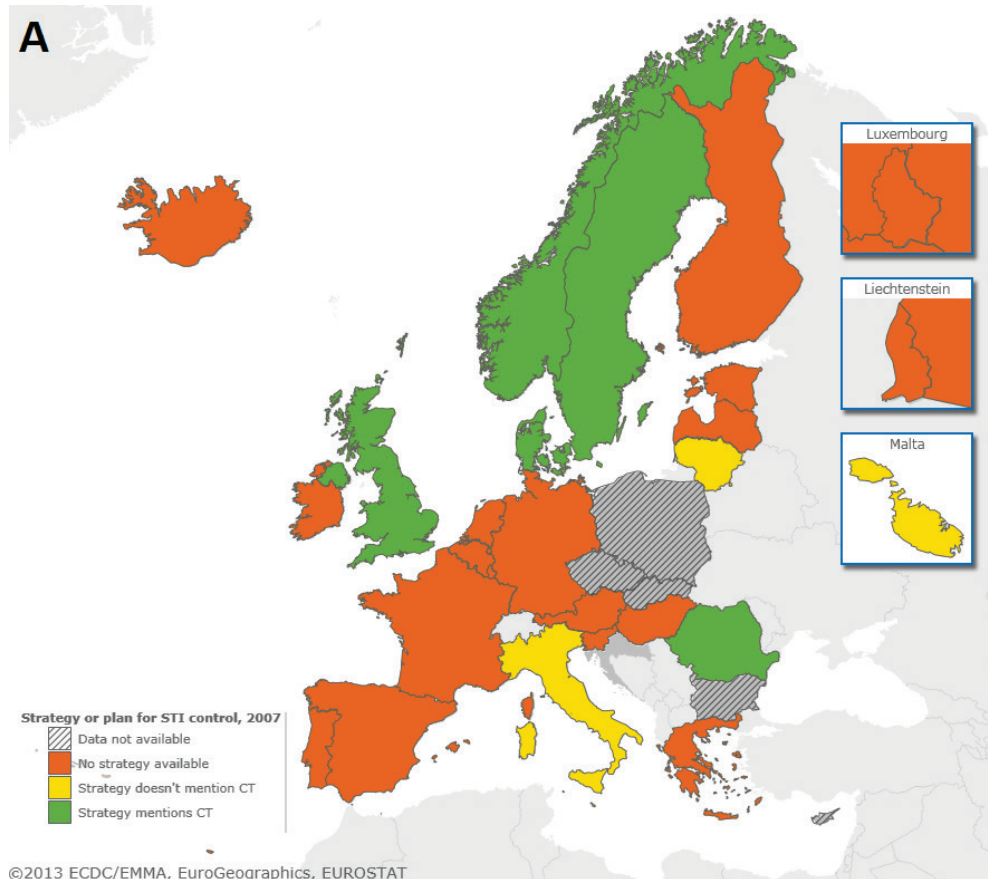 A
Luxembourg
Liechtenstein
Malta
Strategy or plan for STI control, 2007
Data not available
No strategy available
Strategy doesn't mention CT
Strategy mentions CT
©2013 ECDC/EMMA, EuroGeographics, EUROSTAT